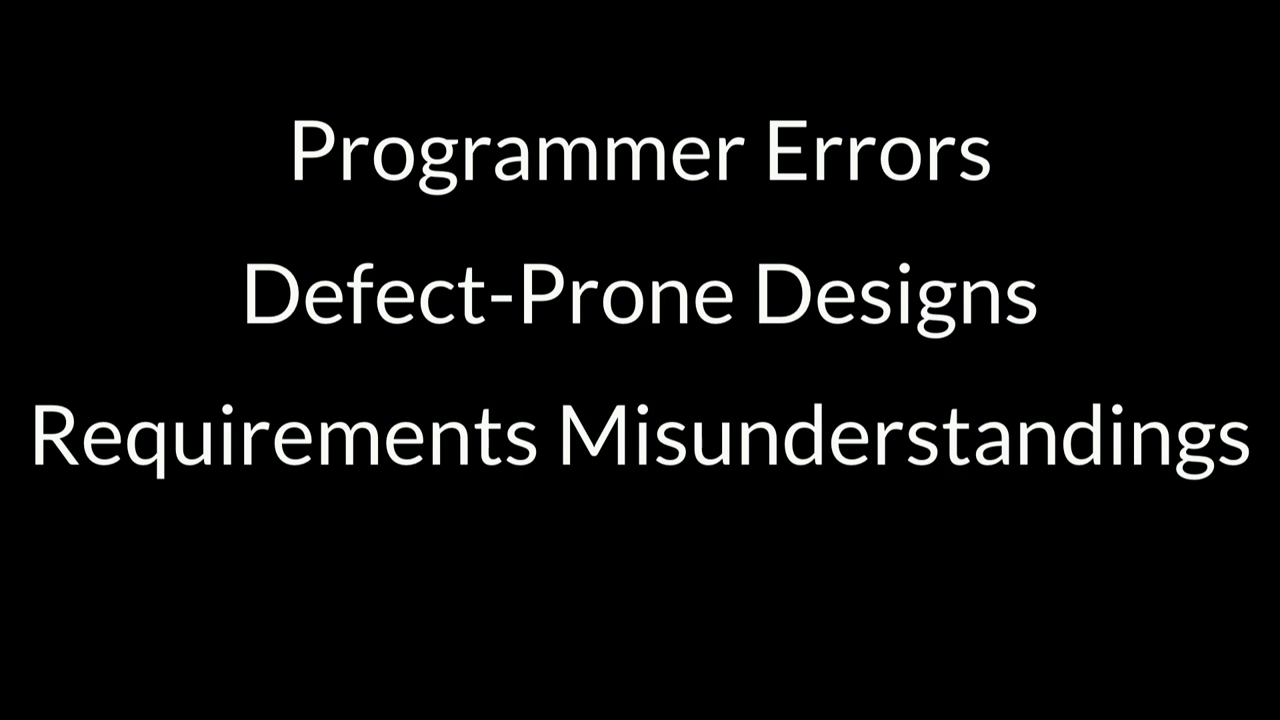 Programmer Errors
Defect-Prone Designs
Requirements Misunderstandings